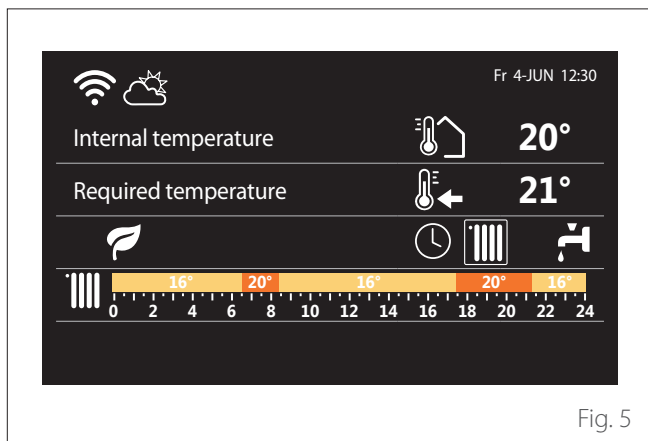 Fr 4-JUN 12:30
Internal temperature 20°
Required temperature 21°
16° 20° 16° 20° 16°
0 2 4 6 8 10 12 14 16 18 20 22 24
Fig. 5